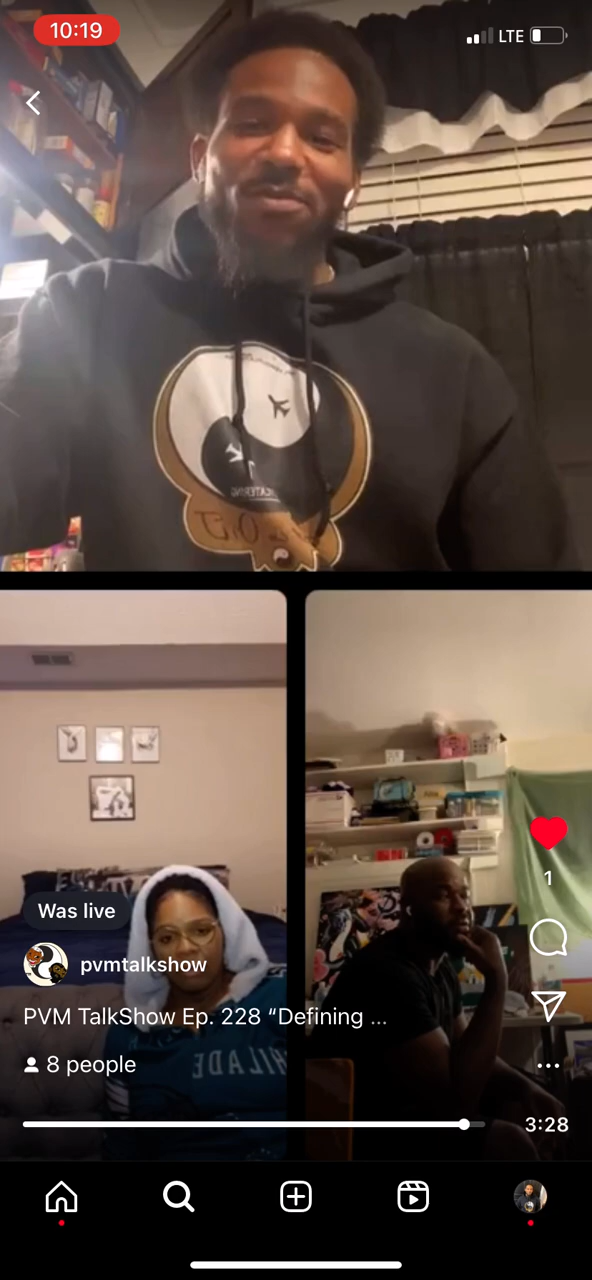 10:19
LTE
Was live
pvmtalkshow
PVM TalkShow Ep. 228 “Defining ...
8 people
1
3:28